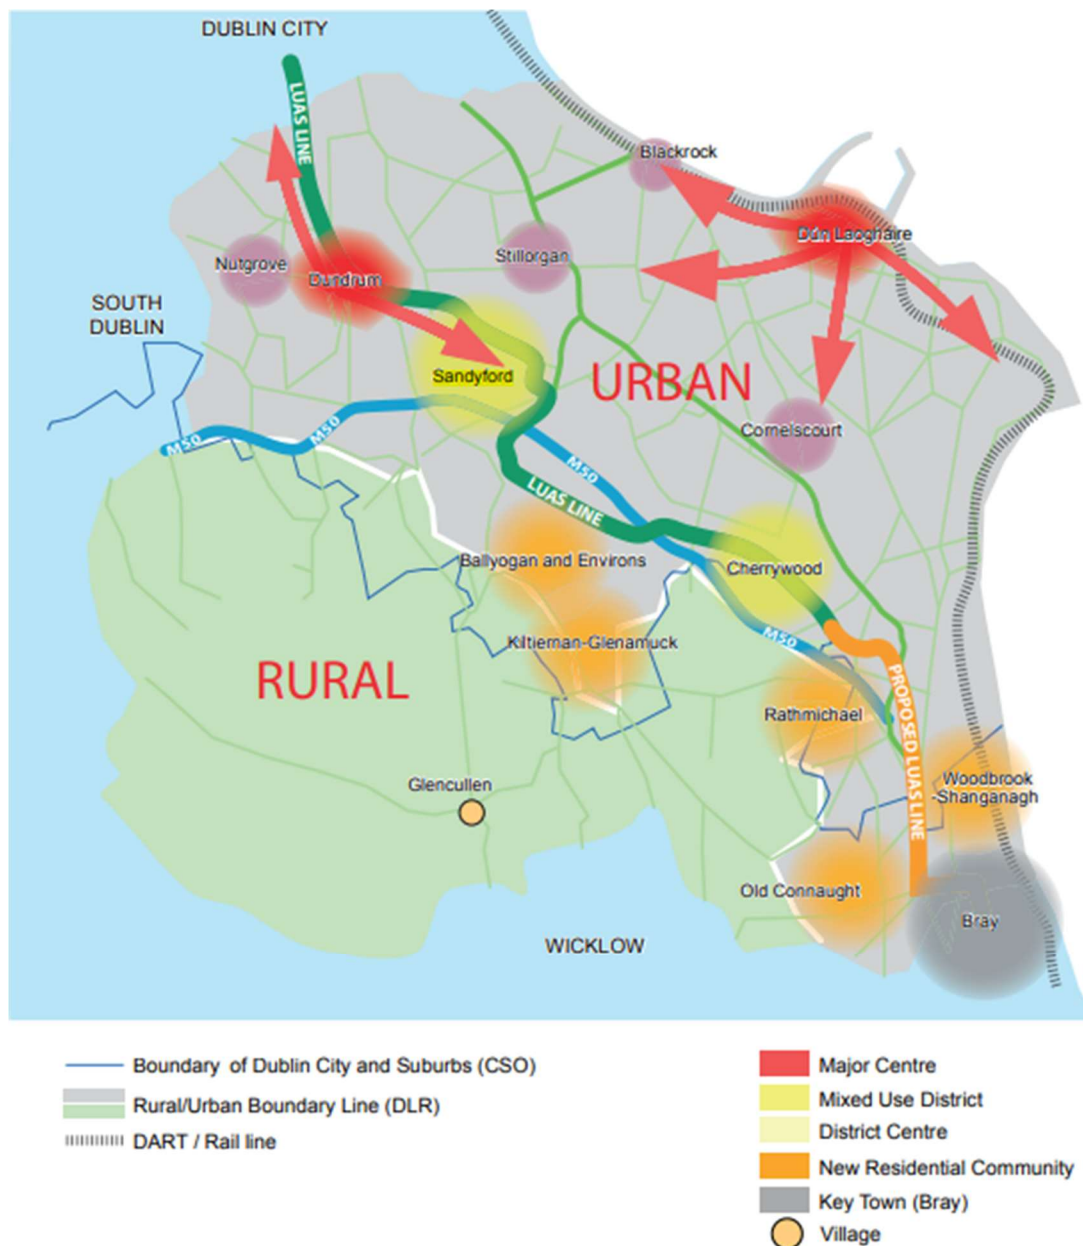 DUBLIN CITY
LUAS LINE
Blackrock
Dún Laoghaire
Nutgrove
Dundrum
Stillorgan
SOUTH
DUBLIN
Sandyford
URBAN
Cornelscourt
M50
M50
M50
LUAS LINE
Ballyogan and Environs
Cherrywood
Kiltiernan-Glenamuck
M50
RURAL
PROPOSED LUAS LINE
Rathmichael
Glencullen
Woodbrook
-Shanganagh
Old Connaught
Bray
WICKLOW
Boundary of Dublin City and Suburbs (CSO)
Rural/Urban Boundary Line (DLR)
DART / Rail line
Major Centre
Mixed Use District
District Centre
New Residential Community
Key Town (Bray)
Village